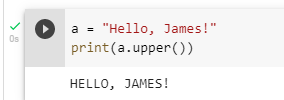 a = "Hello, James!"
0s
print(a.upper())
HELLO, JAMES!